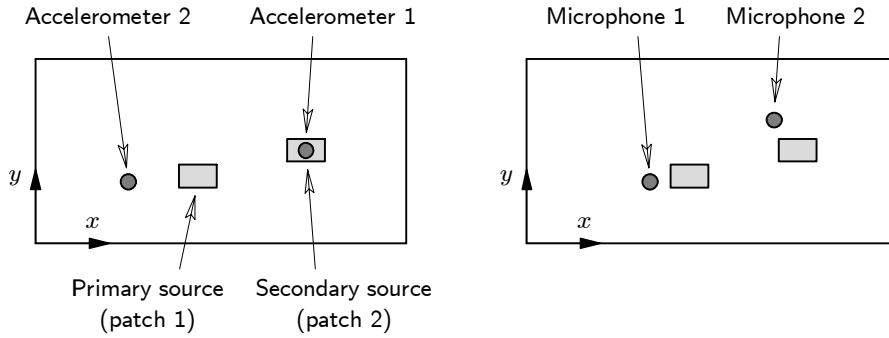 Accelerometer 2 Accelerometer 1
y
x
Primary source
(patch 1)
Secondary source
(patch 2)
Microphone 1 Microphone 2
y
x